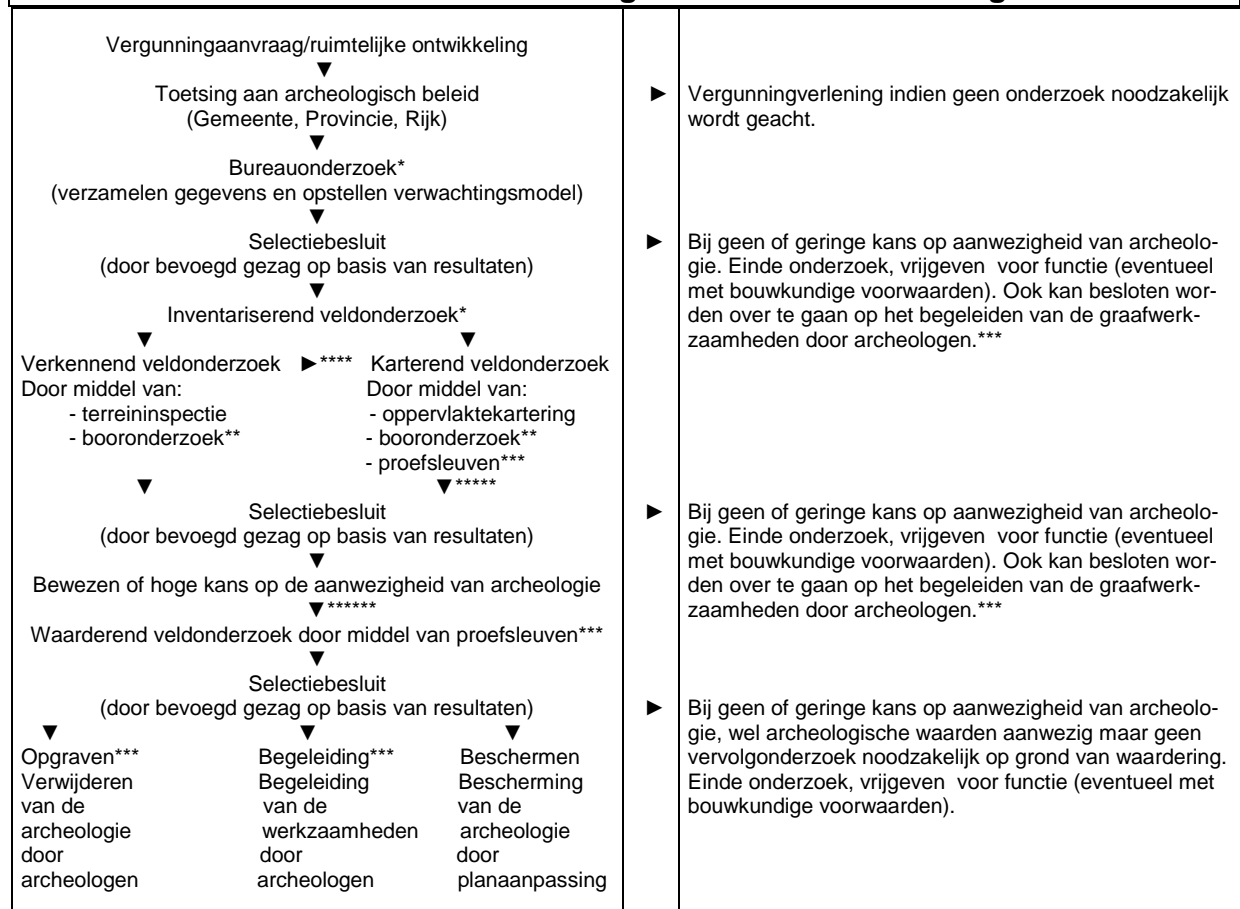 Vergunningaanvraag/ruimtelijke ontwikkeling
▼
Toetsing aan archeologisch beleid
(Gemeente, Provincie, Rijk)
► Vergunningverlening indien geen onderzoek noodzakelijk
wordt geacht.
▼
Bureauonderzoek*
(verzamelen gegevens en opstellen verwachtingsmodel)
▼
Selectiebesluit
(door bevoegd gezag op basis van resultaten)
► Bij geen of geringe kans op aanwezigheid van archeolo-
gie. Einde onderzoek, vrijgeven voor functie (eventueel
met bouwkundige voorwaarden). Ook kan besloten wor-
den over te gaan op het begeleiden van de graafwerk-
zaamheden door archeologen.***
▼
Inventariserend veldonderzoek*
▼ ▼
Verkennend veldonderzoek ►**** Karterend veldonderzoek
Door middel van: Door middel van:
- terreininspectie - oppervlaktekartering
- booronderzoek** - booronderzoek**
- proefsleuven***
▼ ▼*****
Selectiebesluit
(door bevoegd gezag op basis van resultaten)
► Bij geen of geringe kans op aanwezigheid van archeolo-
gie. Einde onderzoek, vrijgeven voor functie (eventueel
met bouwkundige voorwaarden). Ook kan besloten wor-
den over te gaan op het begeleiden van de graafwerk-
zaamheden door archeologen.***
▼
Bewezen of hoge kans op de aanwezigheid van archeologie
▼******
Waarderend veldonderzoek door middel van proefsleuven***
▼
Selectiebesluit
(door bevoegd gezag op basis van resultaten)
► Bij geen of geringe kans op aanwezigheid van archeolo-
gie, wel archeologische waarden aanwezig maar geen
vervolgonderzoek noodzakelijk op grond van waardering.
Einde onderzoek, vrijgeven voor functie (eventueel met
bouwkundige voorwaarden).
▼ ▼ ▼
Opgraven*** Begeleiding*** Beschermen
Verwijderen Begeleiding Bescherming
van de van de van de
archeologie werkzaamheden archeologie
door door door
archeologen archeologen planaanpassing